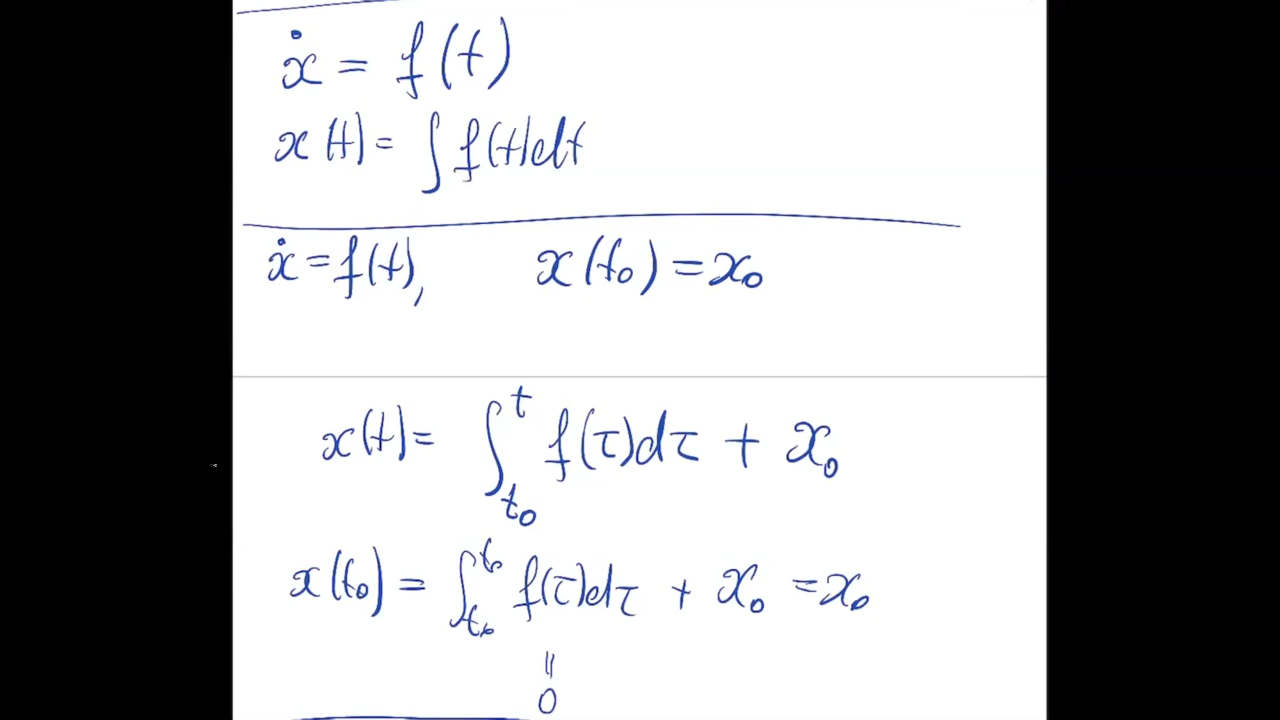 ẋ = f(t)
x(t) = ∫ f(t)dt
ẋ = f(t), x(t₀) = x₀
x(t) = ∫_{t₀}^{t} f(τ)dτ + x₀
x(t₀) = ∫_{t₀}^{t₀} f(τ)dτ + x₀ = x₀
||
0